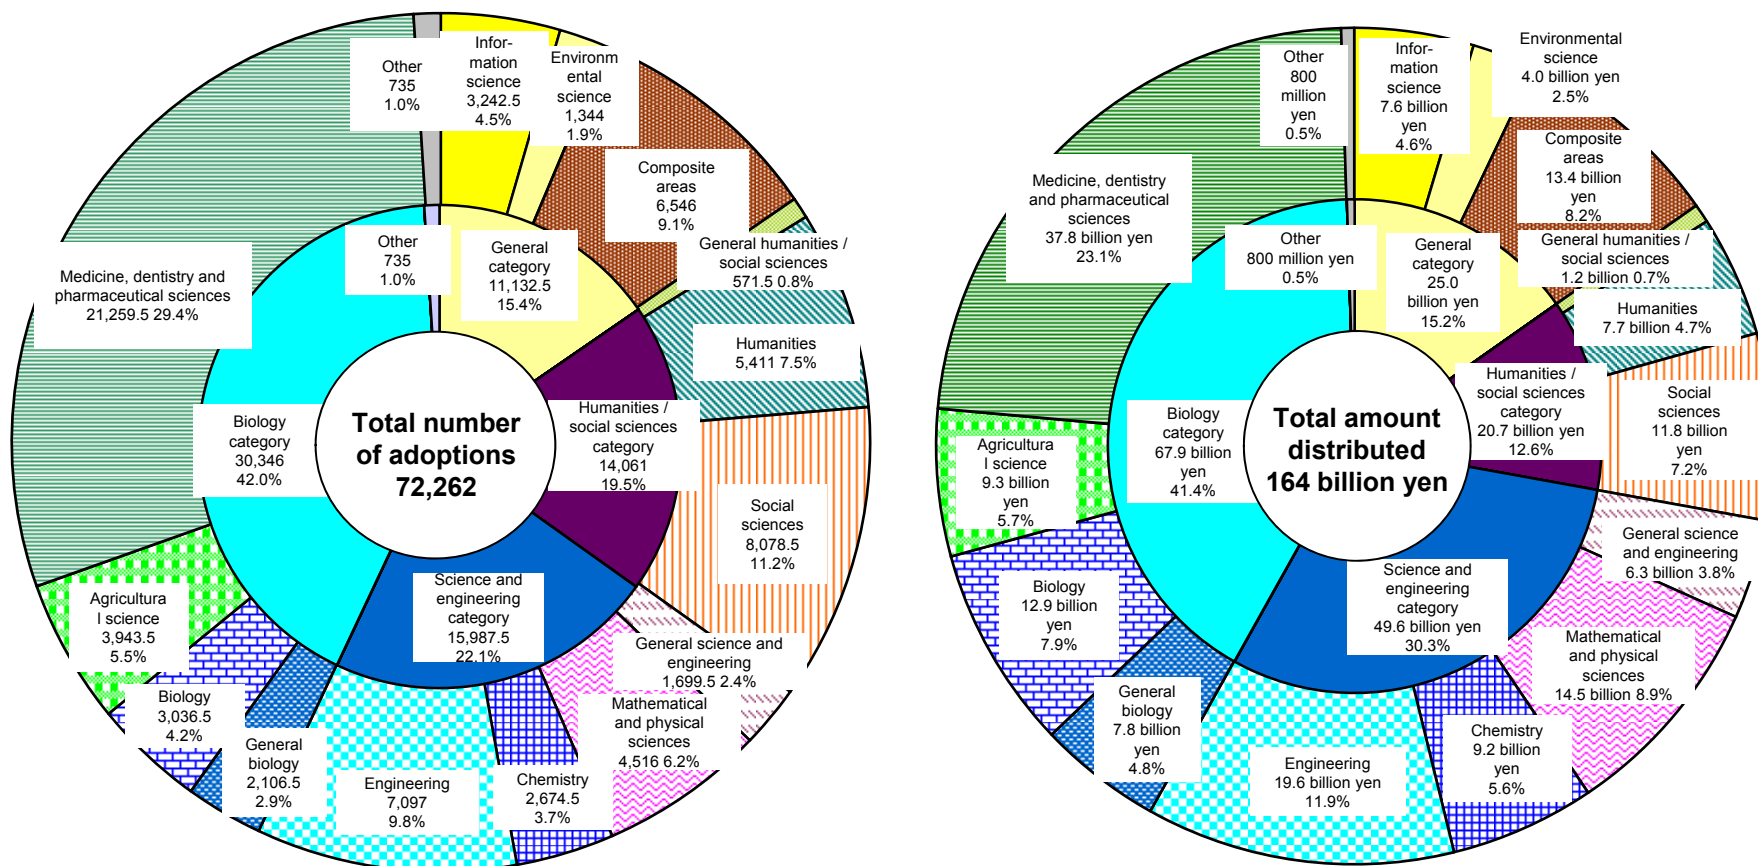 Other
735
1.0%
Infor-
mation
science
3,242.5
4.5%
Environm
ental
science
1,344
1.9%
Composite
areas
6,546
9.1%
General humanities /
social sciences
571.5 0.8%
Humanities
5,411 7.5%
Social
sciences
8,078.5
11.2%
General science and
engineering
1,699.5 2.4%
Mathematical
and physical
sciences
4,516 6.2%
Chemistry
2,674.5
3.7%
Engineering
7,097
9.8%
General
biology
2,106.5
2.9%
Biology
3,036.5
4.2%
Agricultura
l science
3,943.5
5.5%
Medicine, dentistry and
pharmaceutical sciences
21,259.5 29.4%
Other
735
1.0%
General
category
11,132.5
15.4%
Humanities /
social sciences
category
14,061
19.5%
Science and
engineering
category
15,987.5
22.1%
Biology
category
30,346
42.0%
Total number
of adoptions
72,262
Other
800
million
yen
0.5%
Infor-
mation
science
7.6 billion
yen
4.6%
Environmental
science
4.0 billion yen
2.5%
Composite
areas
13.4 billion
yen
8.2%
General humanities /
social sciences
1.2 billion 0.7%
Humanities
7.7 billion 4.7%
Social
sciences
11.8 billion
yen
7.2%
General science
and engineering
6.3 billion 3.8%
Mathematical
and physical
sciences
14.5 billion 8.9%
Chemistry
9.2 billion
yen
5.6%
Engineering
19.6 billion yen
11.9%
General
biology
7.8 billion
yen
4.8%
Biology
12.9 billion
yen
7.9%
Agricultura
l science
9.3 billion
yen
5.7%
Medicine, dentistry
and pharmaceutical
sciences
37.8 billion yen
23.1%
Other
800 million yen
0.5%
General
category
25.0
billion yen
15.2%
Humanities /
social sciences
category
20.7 billion yen
12.6%
Science and
engineering
category
49.6 billion yen
30.3%
Biology
category
67.9 billion
yen
41.4%
Total amount
distributed
164 billion yen